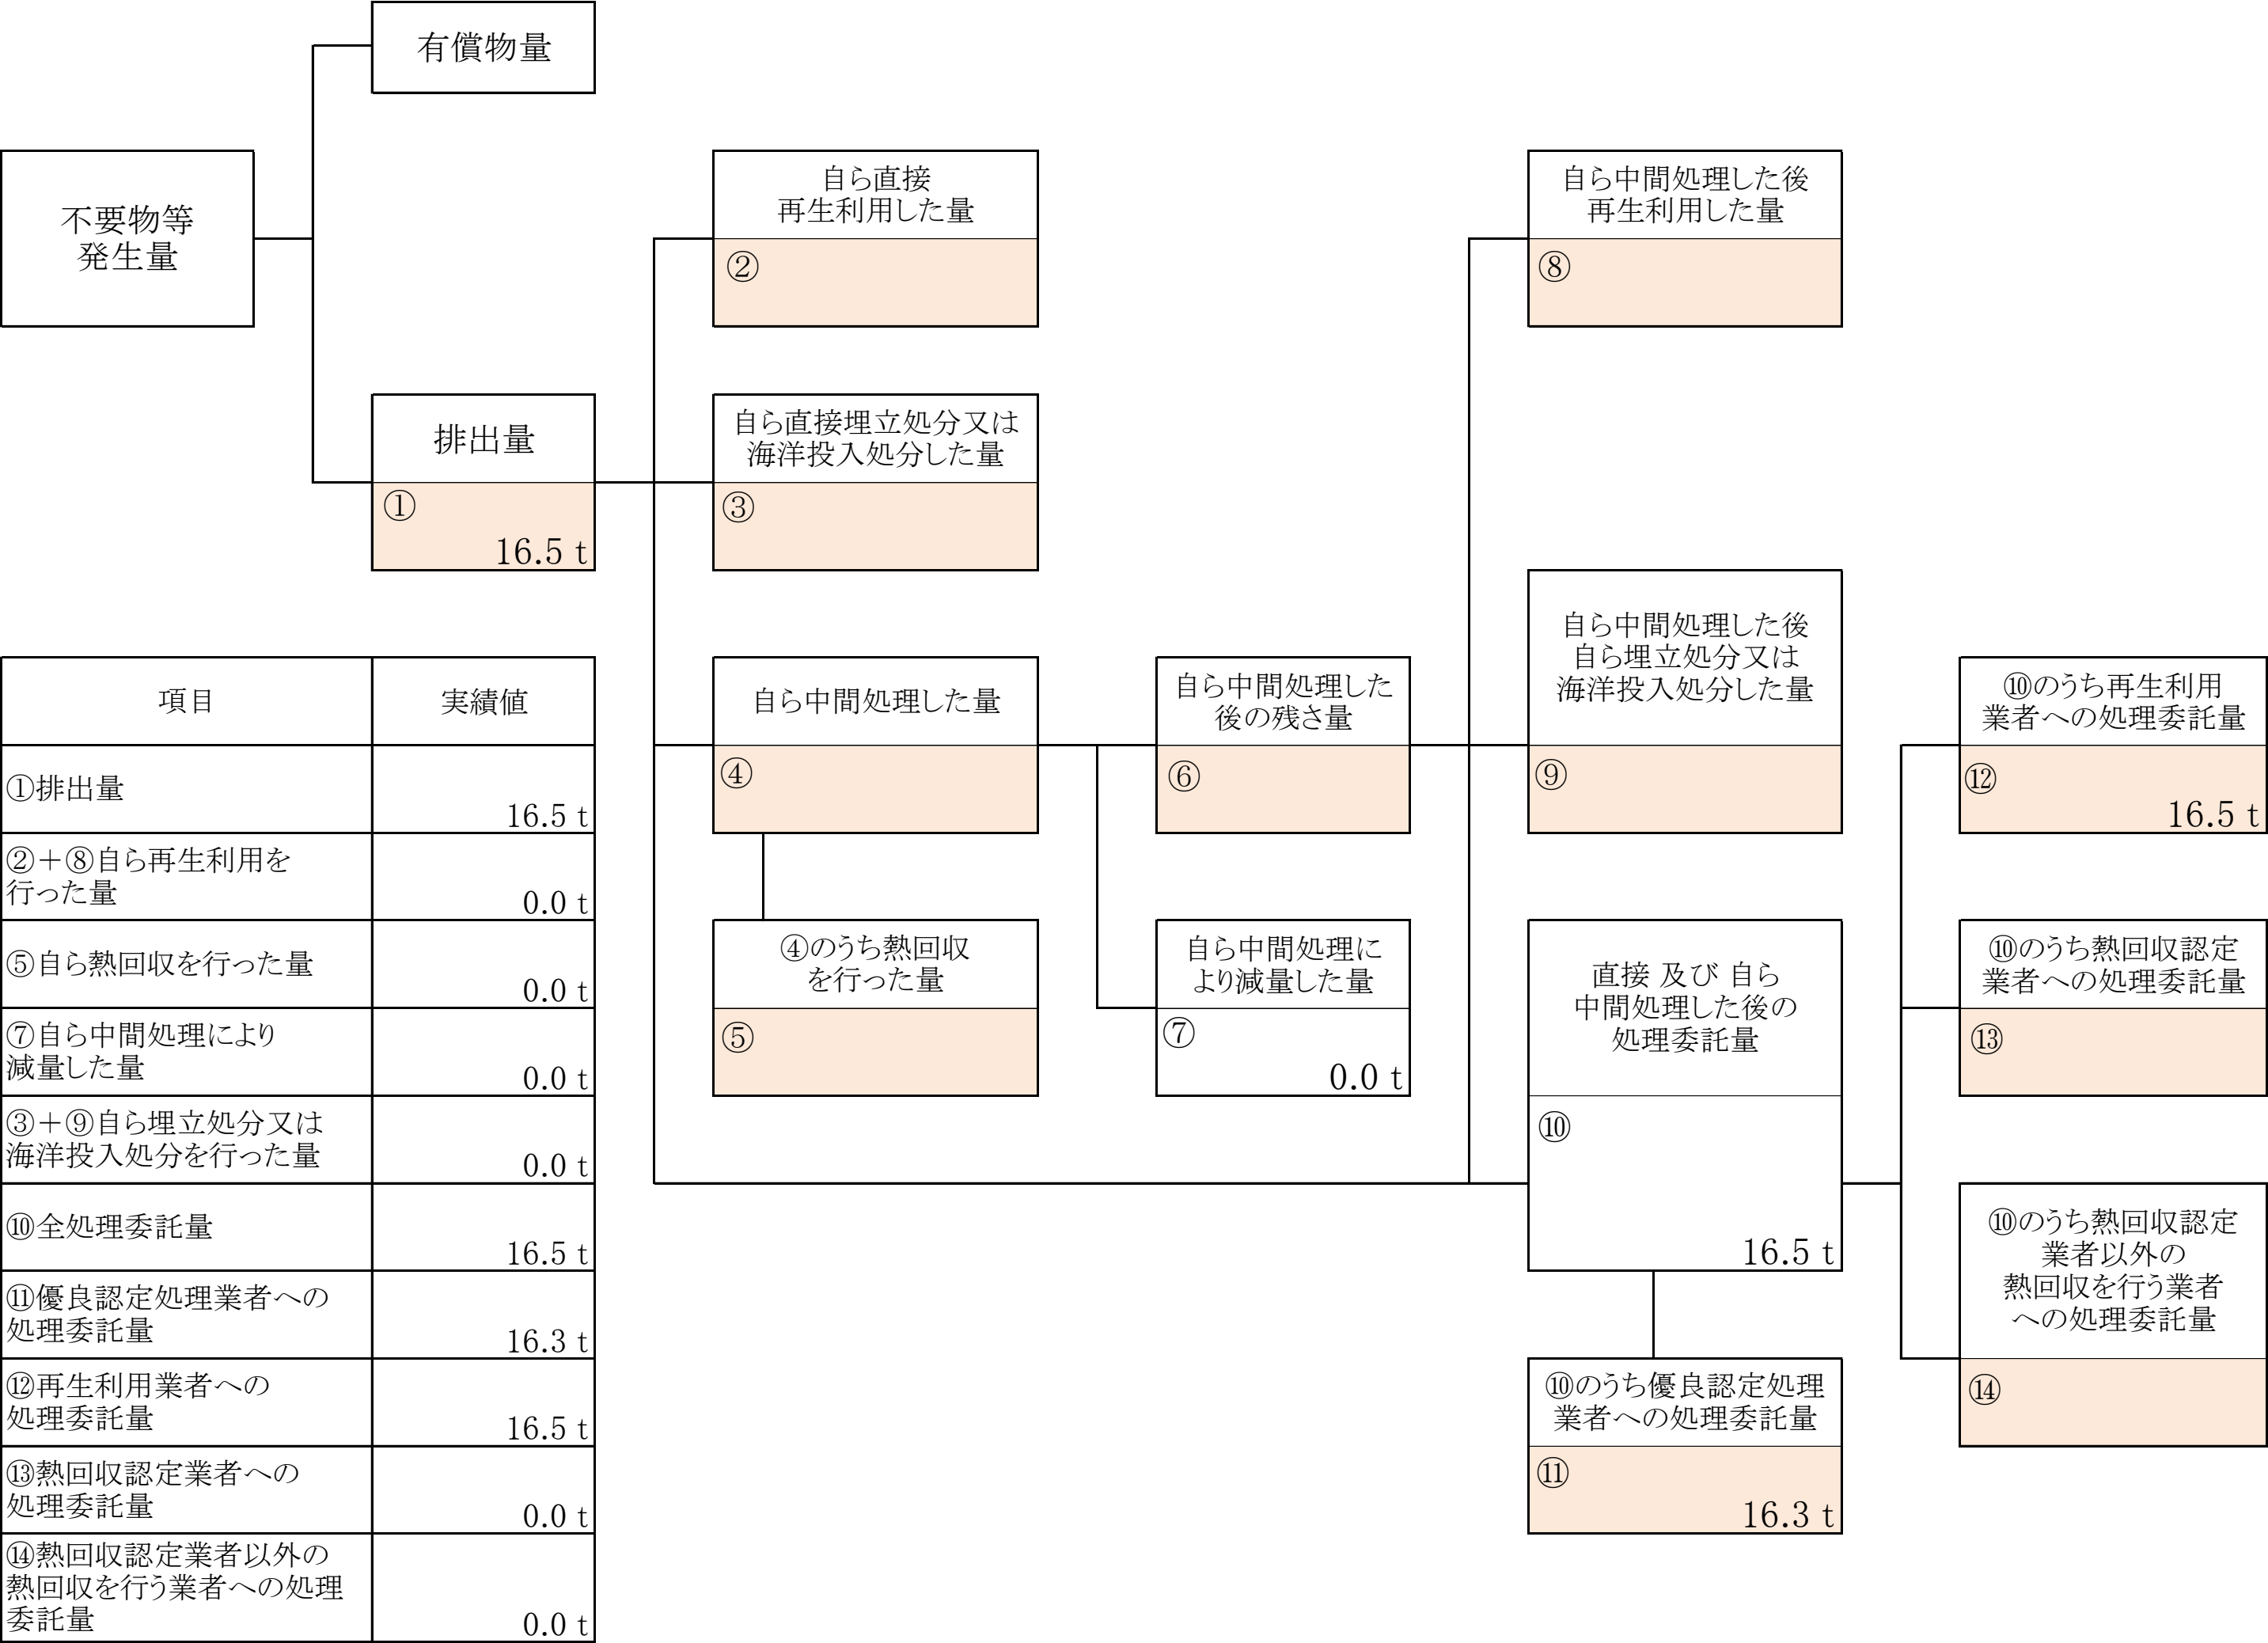 有償物量
不要物等
発生量
自ら直接
再生利用した量
②
自ら中間処理した後
再生利用した量
⑧
排出量
①
16.5 t
自ら直接埋立処分又は
海洋投入処分した量
③
自ら中間処理した量
④
自ら中間処理した
後の残さ量
⑥
自ら中間処理した後
自ら埋立処分又は
海洋投入処分した量
⑨
⑩のうち再生利用
業者への処理委託量
⑫
16.5 t
④のうち熱回収
を行った量
⑤
自ら中間処理に
より減量した量
⑦
0.0 t
直接 及び 自ら
中間処理した後の
処理委託量
⑩
16.5 t
⑩のうち熱回収認定
業者への処理委託量
⑬
⑩のうち熱回収認定
業者以外の
熱回収を行う業者
への処理委託量
⑭
⑩のうち優良認定処理
業者への処理委託量
⑪
16.3 t
項目
実績値
①排出量
16.5 t
②＋⑧自ら再生利用を
行った量
0.0 t
⑤自ら熱回収を行った量
0.0 t
⑦自ら中間処理により
減量した量
0.0 t
③＋⑨自ら埋立処分又は
海洋投入処分を行った量
0.0 t
⑩全処理委託量
16.5 t
⑪優良認定処理業者への
処理委託量
16.3 t
⑫再生利用業者への
処理委託量
16.5 t
⑬熱回収認定業者への
処理委託量
0.0 t
⑭熱回収認定業者以外の
熱回収を行う業者への処理
委託量
0.0 t